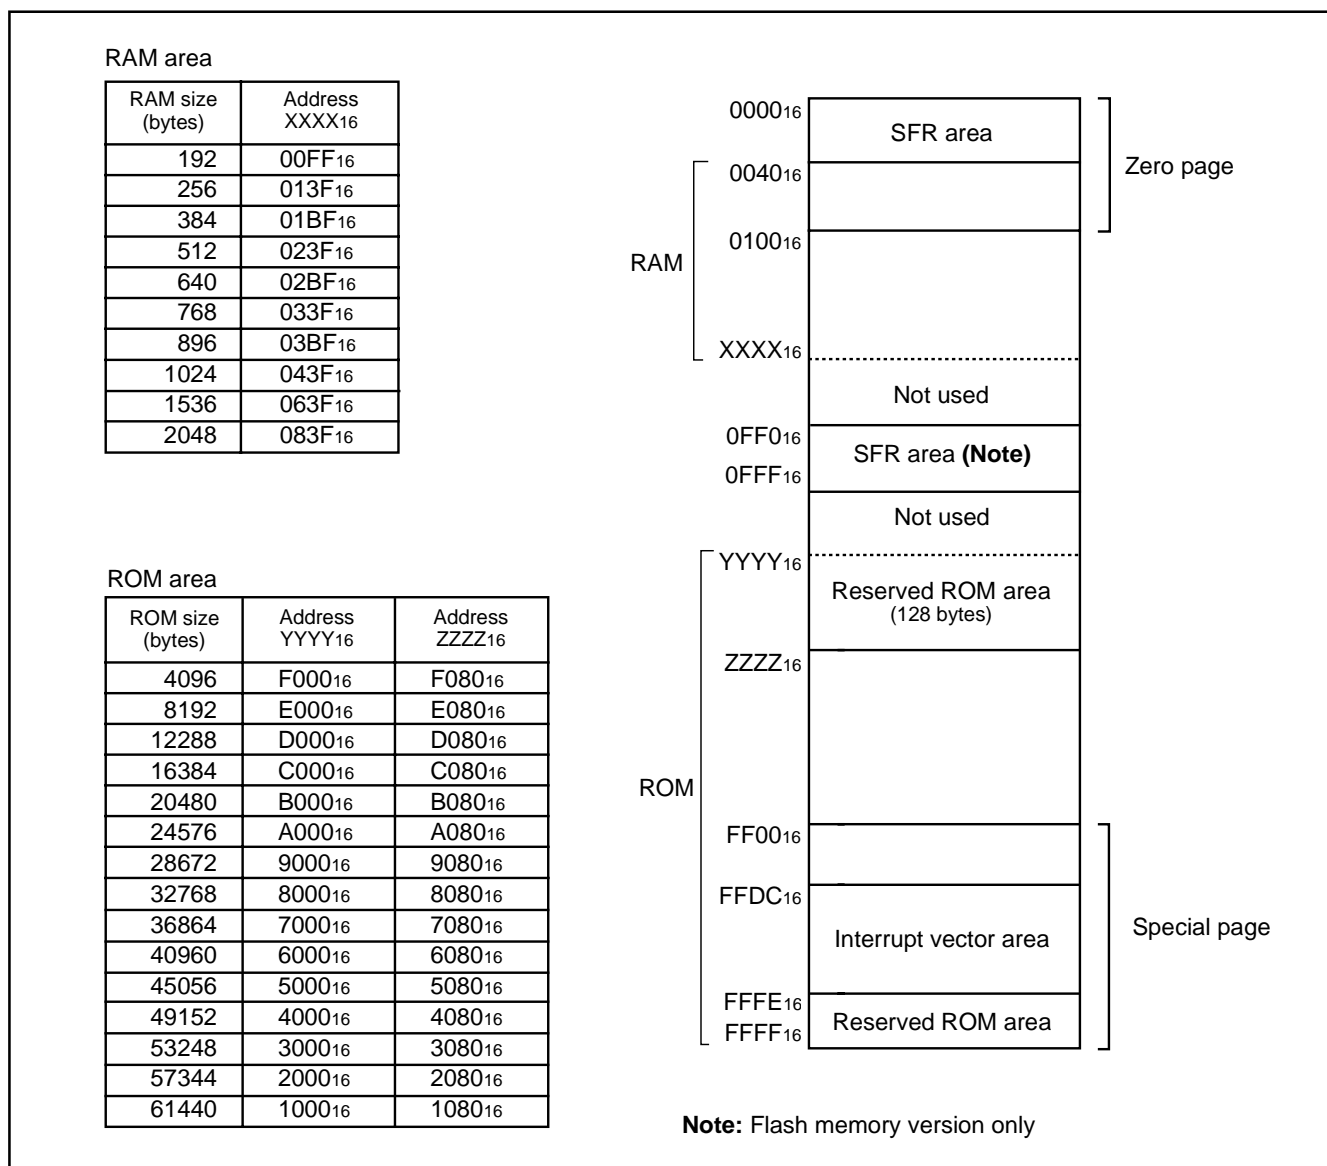 RAM area
RAM size (bytes) Address XXXX16
192 00FF16
256 013F16
384 01BF16
512 023F16
640 02BF16
768 033F16
896 03BF16
1024 043F16
1536 063F16
2048 083F16
ROM area
ROM size (bytes) Address YYYY16 Address ZZZZ16
4096 F00016 F08016
8192 E00016 E08016
12288 D00016 D08016
16384 C00016 C08016
20480 B00016 B08016
24576 A00016 A08016
28672 900016 908016
32768 800016 808016
36864 700016 708016
40960 600016 608016
45056 500016 508016
49152 400016 408016
53248 300016 308016
57344 200016 208016
61440 100016 108016
000016
SFR area
Zero page
004016
010016
RAM
XXXX16
Not used
0FF016
SFR area (Note)
0FFF16
Not used
YYYY16
Reserved ROM area
(128 bytes)
ZZZZ16
ROM
FF0016
FFDC16
Interrupt vector area
Special page
FFFE16
Reserved ROM area
FFFF16
Note: Flash memory version only